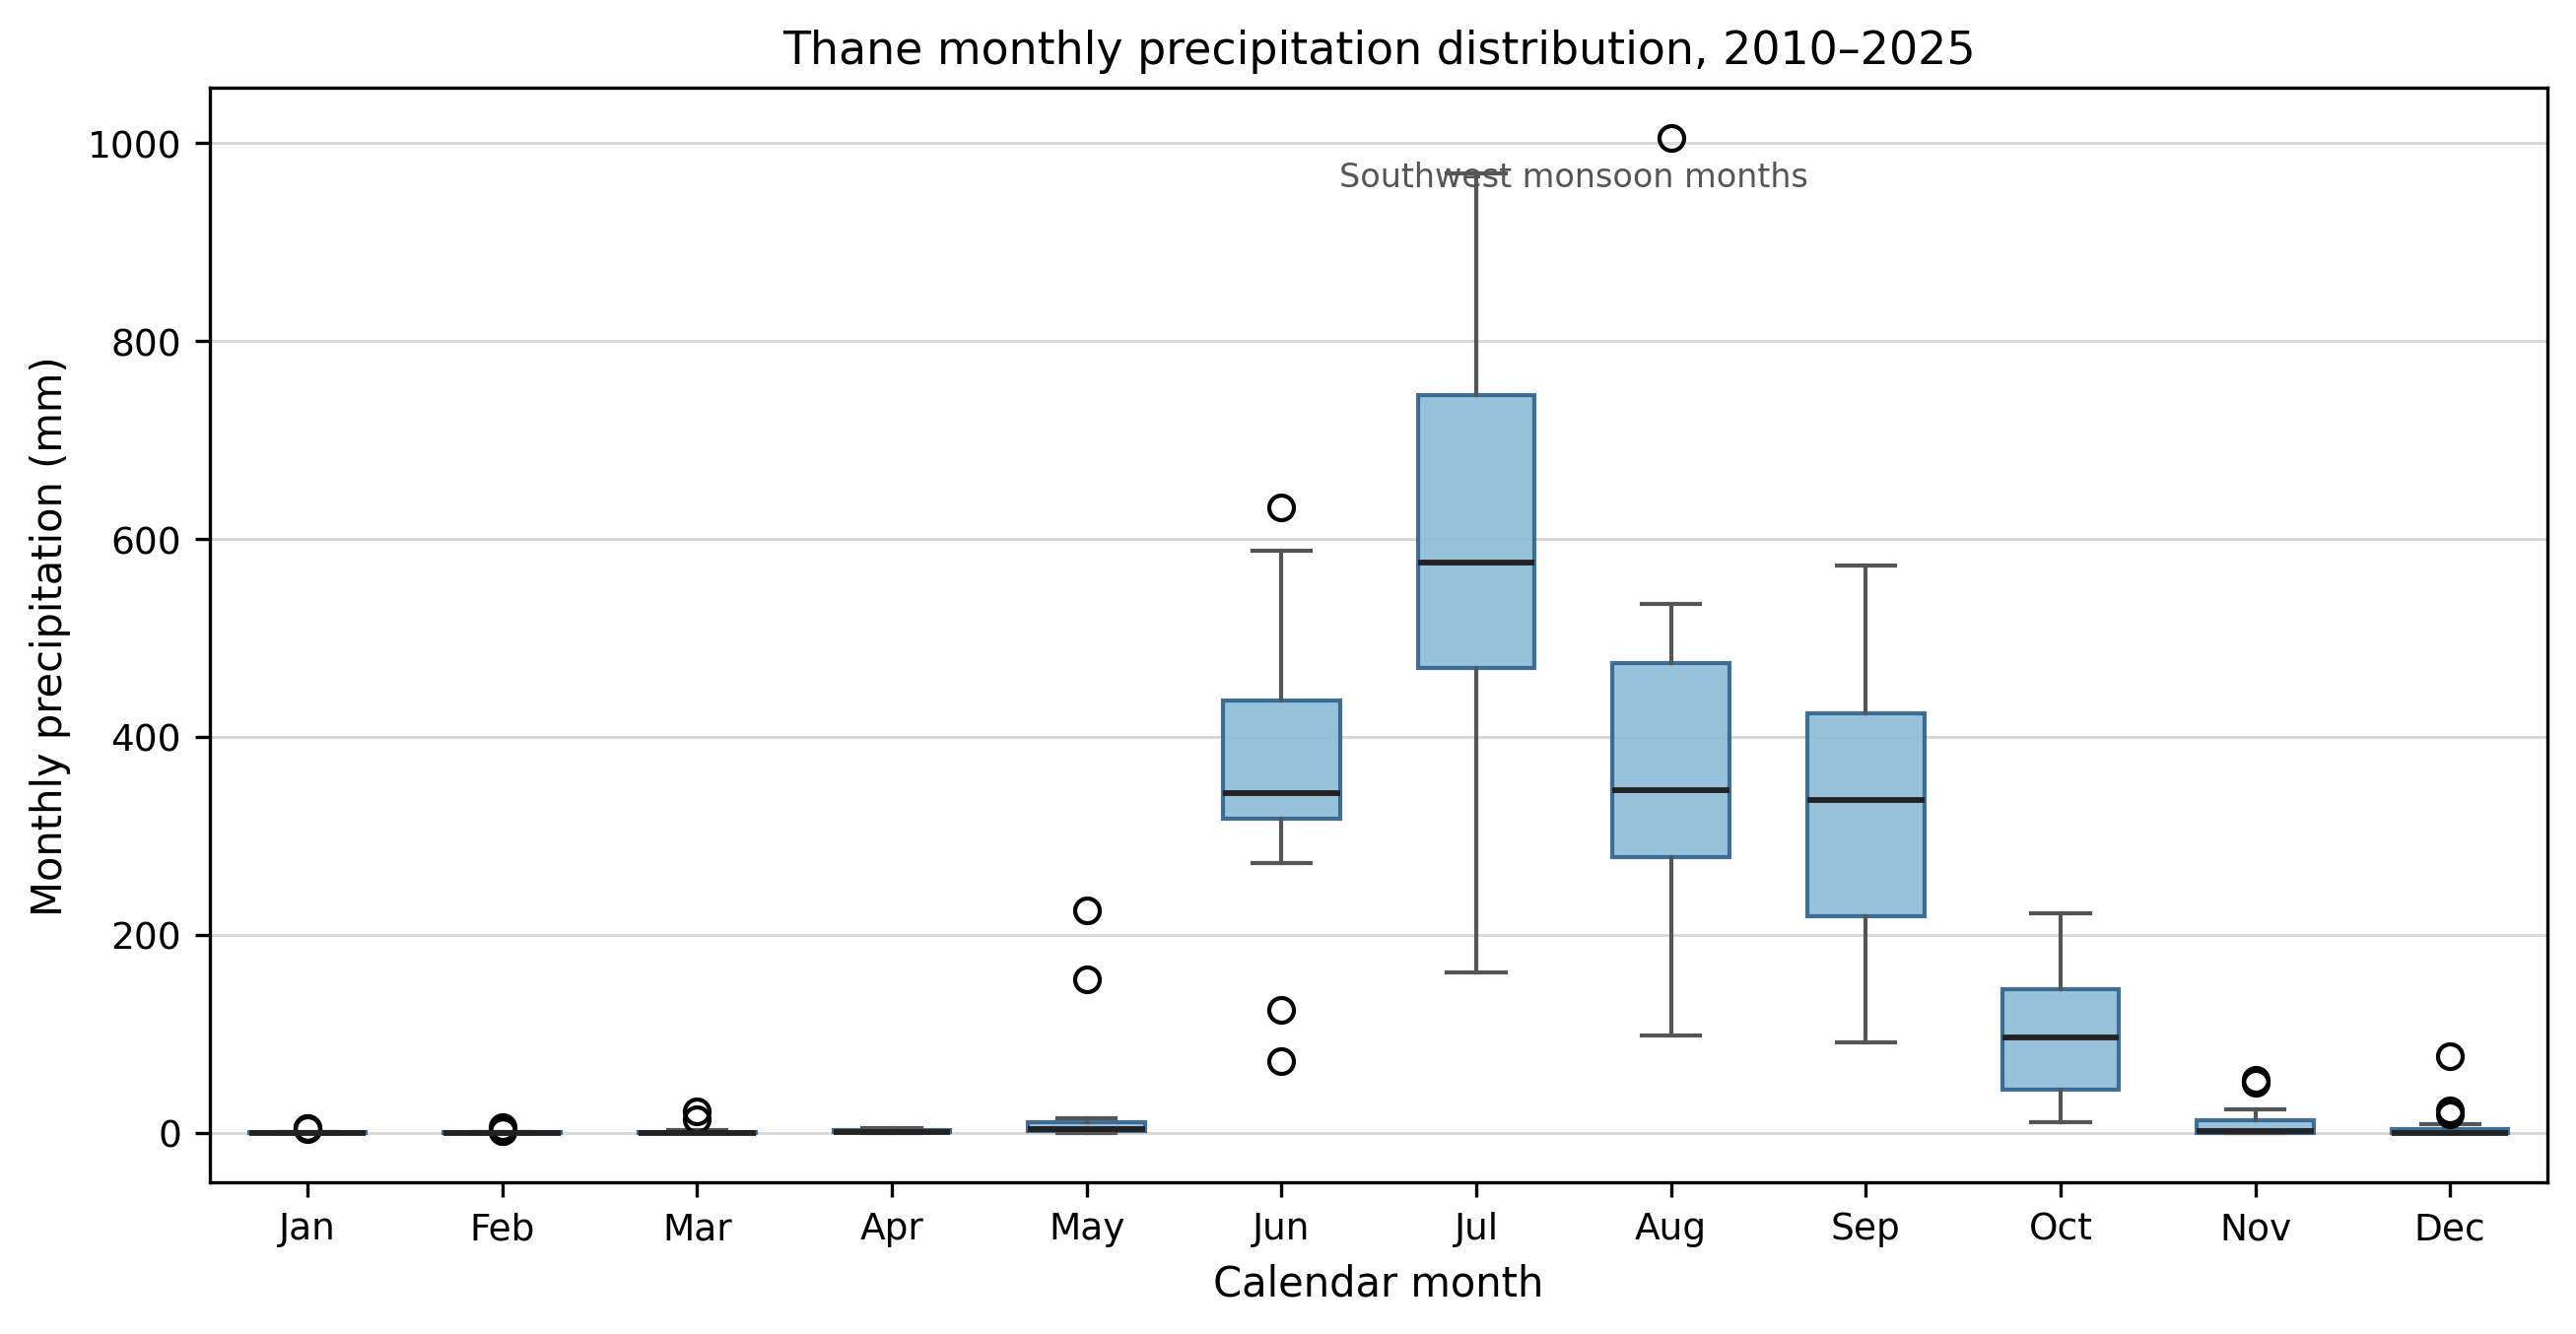 Thane monthly precipitation distribution, 2010–2025
Monthly precipitation (mm)
1000
800
600
400
200
0
Southwest monsoon months
Jan Feb Mar Apr May Jun Jul Aug Sep Oct Nov Dec
Calendar month